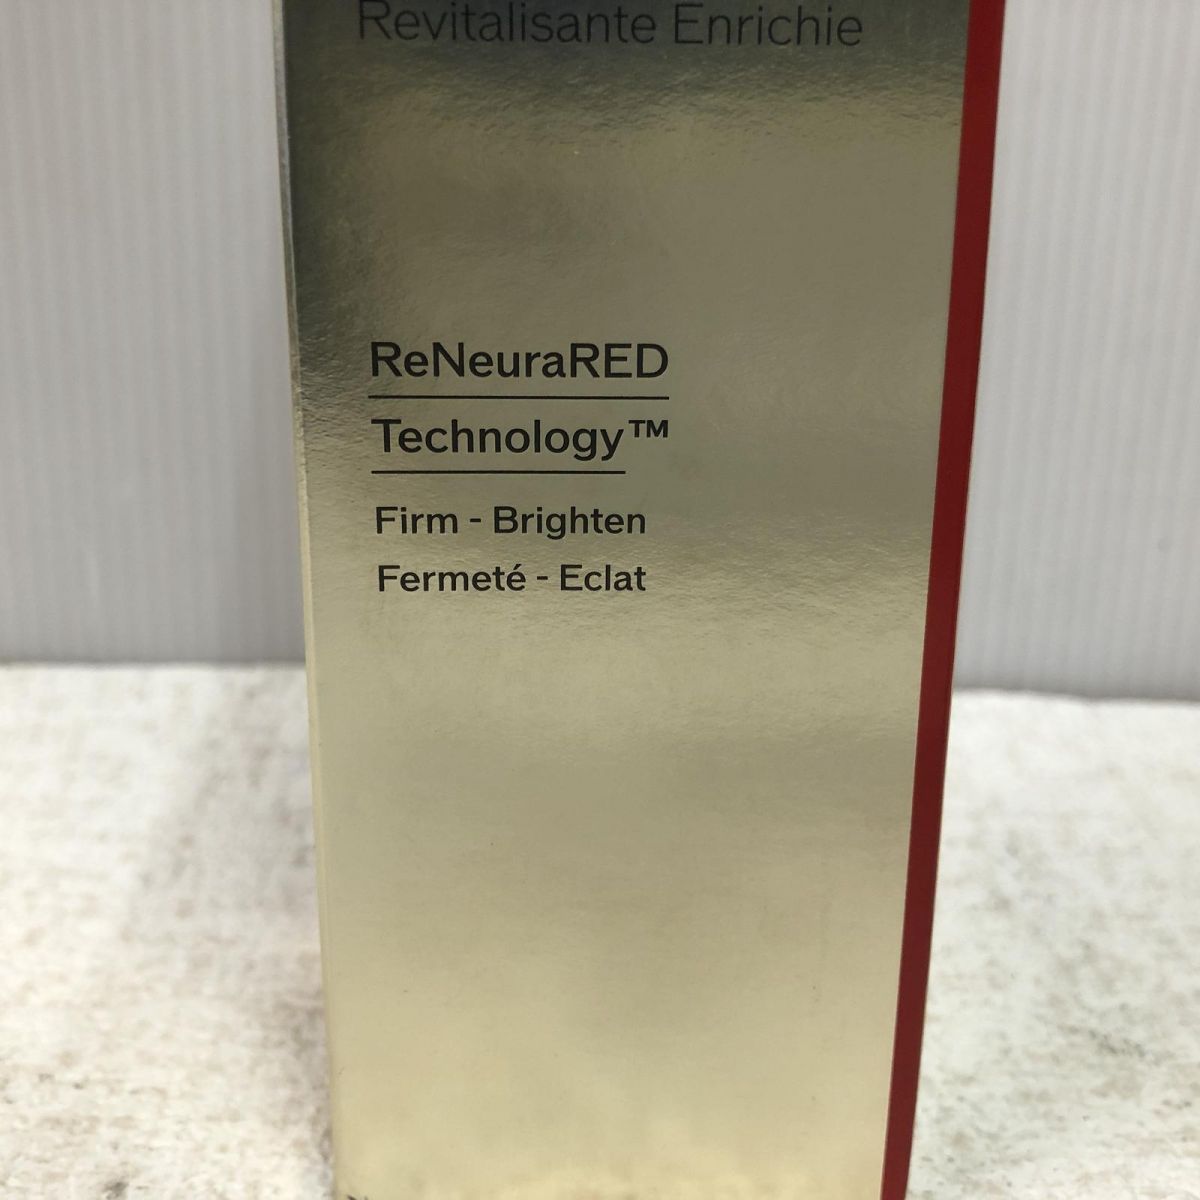 Revitalisante Enrichie
ReNeuraRED
Technology™
Firm - Brighten
Fermeté - Eclat